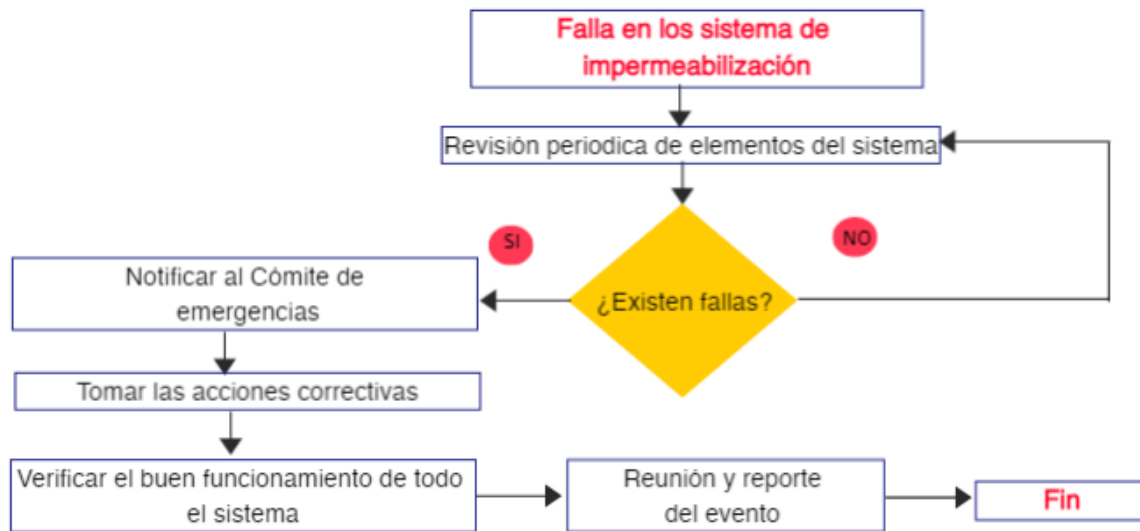 Falla en los sistema de
impermeabilización
Revisión periodica de elementos del sistema
SI
NO
¿Existen fallas?
Notificar al Cómite de
emergencias
Tomar las acciones correctivas
Verificar el buen funcionamiento de todo
el sistema
Reunión y reporte
del evento
Fin